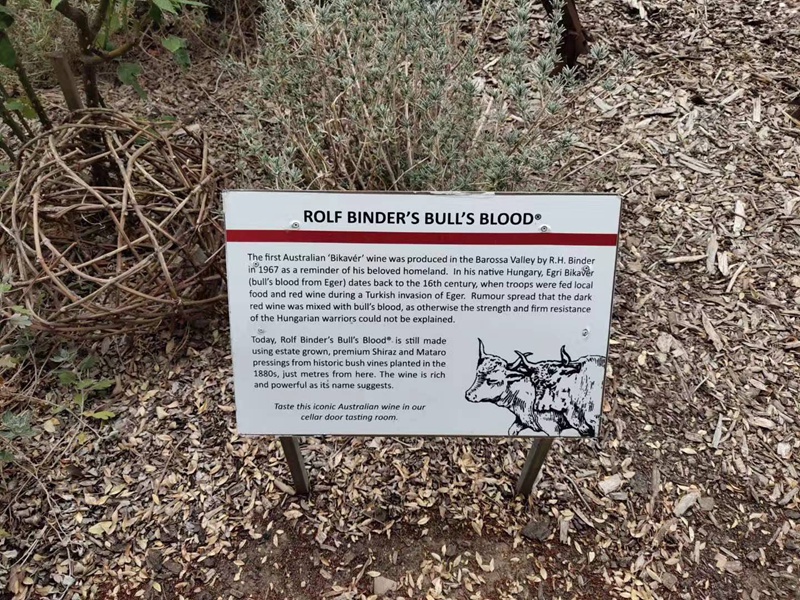 ROLF BINDER'S BULL'S BLOOD®
The first Australian 'Bikavér' wine was produced in the Barossa Valley by R.H. Binder
in 1967 as a reminder of his beloved homeland. In his native Hungary, Egri Bikavér
(bull's blood from Eger) dates back to the 16th century, when troops were fed local
food and red wine during a Turkish invasion of Eger. Rumour spread that the dark
red wine was mixed with bull's blood, as otherwise the strength and firm resistance
of the Hungarian warriors could not be explained.
Today, Rolf Binder's Bull's Blood® is still made
using estate grown, premium Shiraz and Mataro
pressings from historic bush vines planted in the
1880s, just metres from here. The wine is rich
and powerful as its name suggests.
Taste this iconic Australian wine in our
cellar door tasting room.